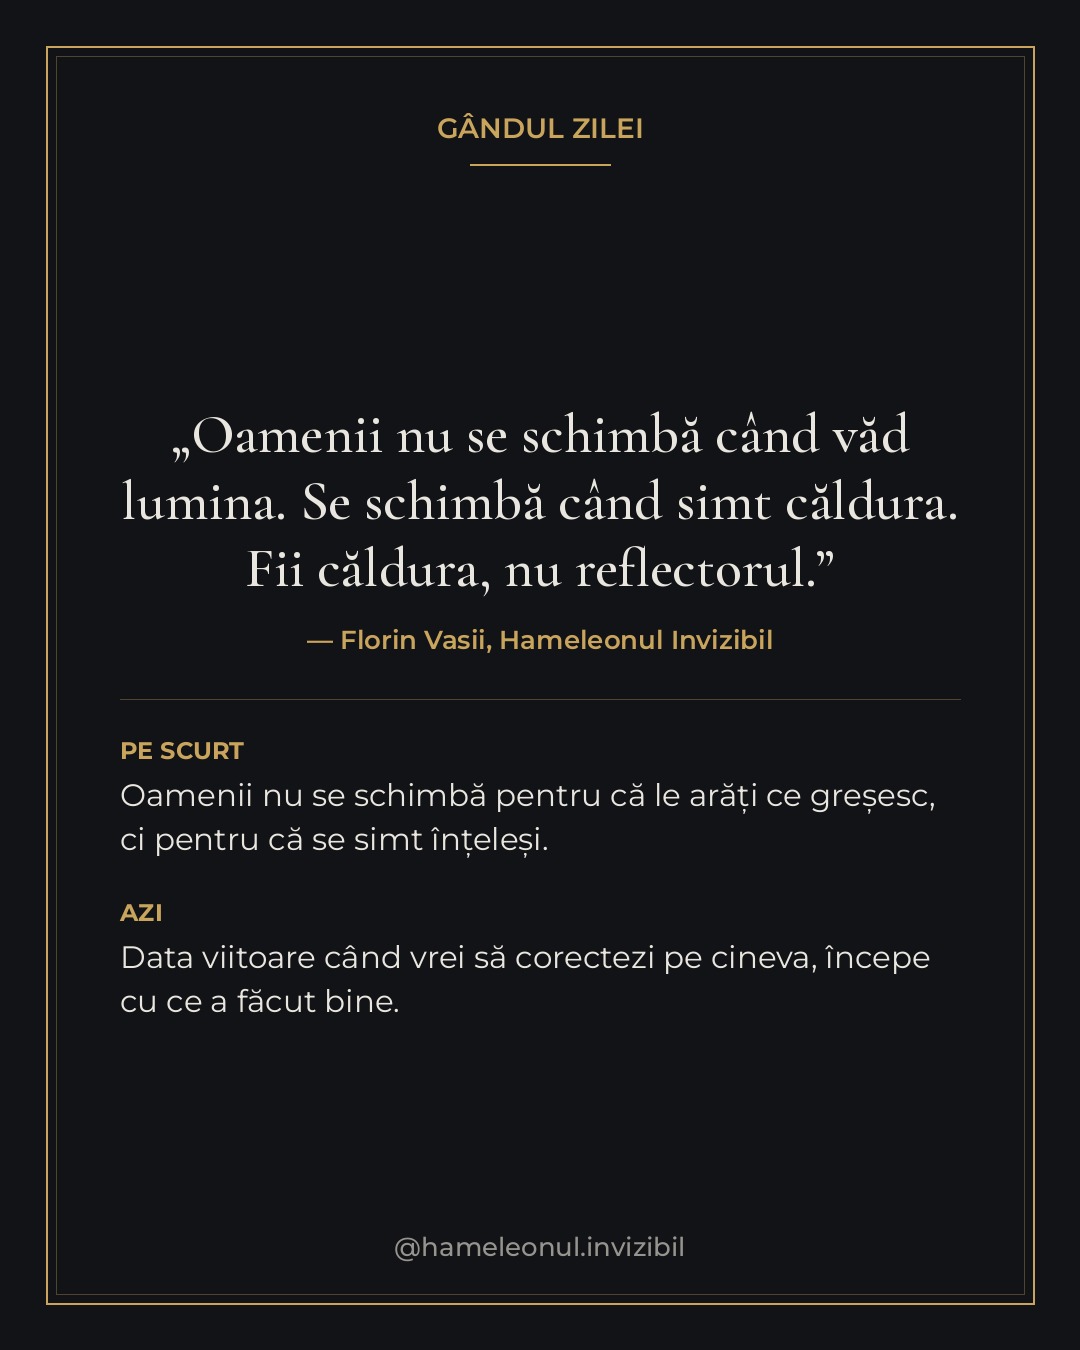 GÂNDUL ZILEI
„Oamenii nu se schimbă când văd
lumina. Se schimbă când simt căldura.
Fii căldura, nu reflectorul.”
— Florin Vasii, Hameleonul Invizibil
PE SCURT
Oamenii nu se schimbă pentru că le arăți ce greșesc,
ci pentru că se simt înțeleși.
AZI
Data viitoare când vrei să corectezi pe cineva, începe
cu ce a făcut bine.
@hameleonul.invizibil